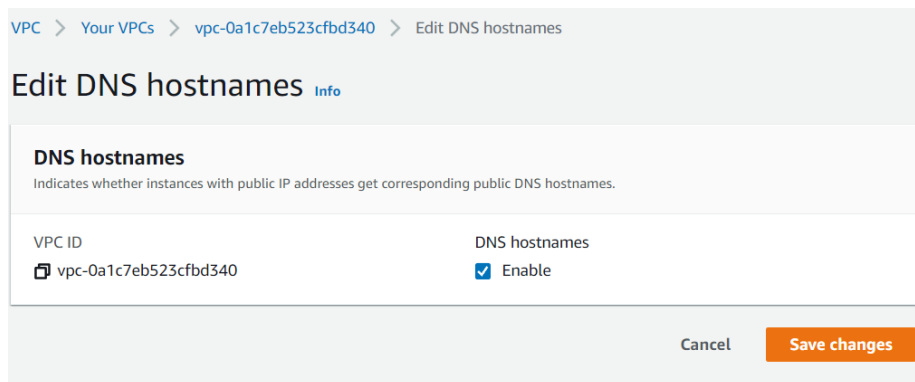 VPC > Your VPCs > vpc-0a1c7eb523cfbd340 > Edit DNS hostnames
Edit DNS hostnames Info
DNS hostnames
Indicates whether instances with public IP addresses get corresponding public DNS hostnames.
VPC ID DNS hostnames
vpc-0a1c7eb523cfbd340 Enable
Cancel Save changes